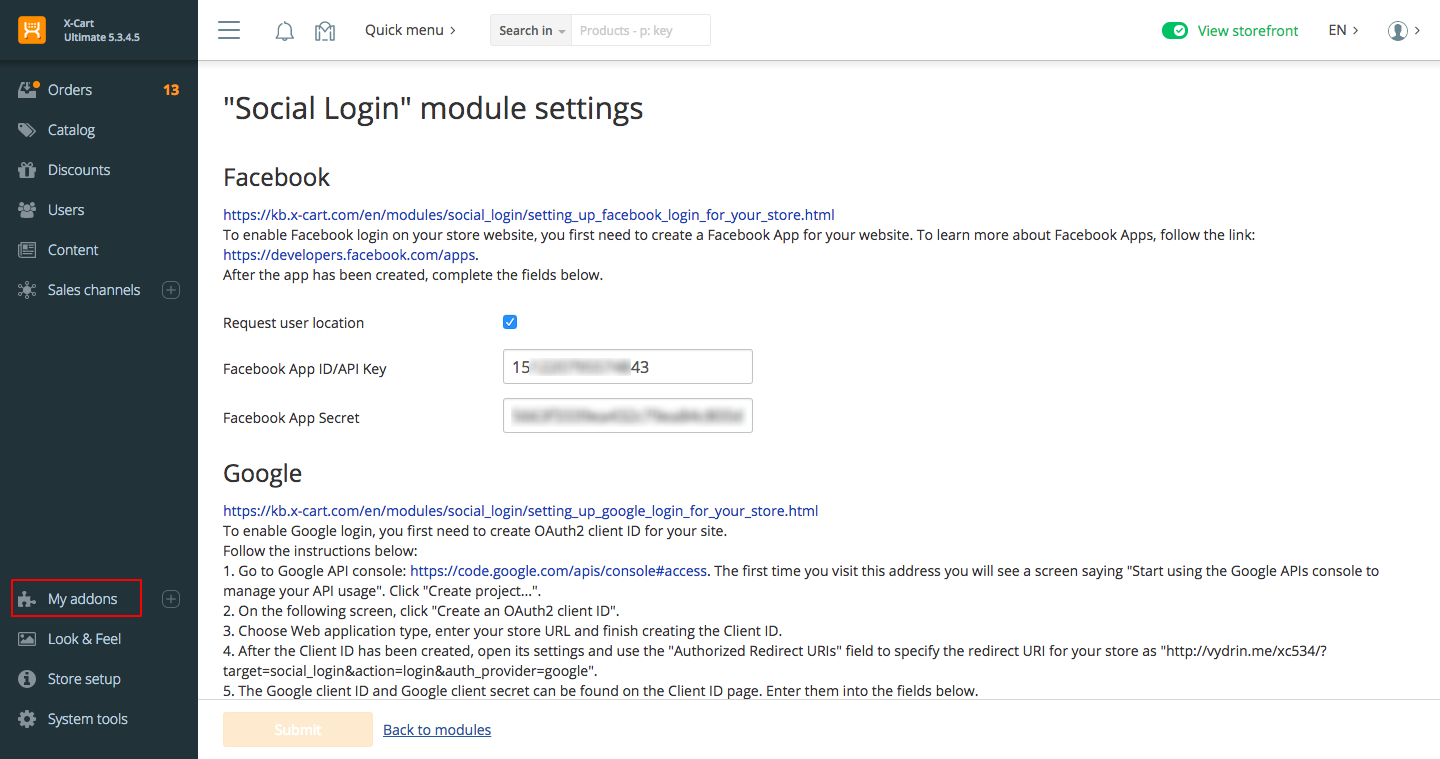 X-Cart
Ultimate 5.3.4.5
Quick menu
Search in
Products - p: key
View storefront
EN
Orders
13
Catalog
Discounts
Users
Content
Sales channels
My addons
Look & Feel
Store setup
System tools
"Social Login" module settings
Facebook
https://kb.x-cart.com/en/modules/social_login/setting_up_facebook_login_for_your_store.html
To enable Facebook login on your store website, you first need to create a Facebook App for your website. To learn more about Facebook Apps, follow the link:
https://developers.facebook.com/apps.
After the app has been created, complete the fields below.
Request user location
Facebook App ID/API Key
15 43
Facebook App Secret
Google
https://kb.x-cart.com/en/modules/social_login/setting_up_google_login_for_your_store.html
To enable Google login, you first need to create OAuth2 client ID for your site.
Follow the instructions below:
1. Go to Google API console: https://code.google.com/apis/console#access. The first time you visit this address you will see a screen saying "Start using the Google APIs console to
manage your API usage". Click "Create project...".
2. On the following screen, click "Create an OAuth2 client ID".
3. Choose Web application type, enter your store URL and finish creating the Client ID.
4. After the Client ID has been created, open its settings and use the "Authorized Redirect URIs" field to specify the redirect URI for your store as "http://vydrin.me/xc534/?
target=social_login&action=login&auth_provider=google".
5. The Google client ID and Google client secret can be found on the Client ID page. Enter them into the fields below.
Submit
Back to modules